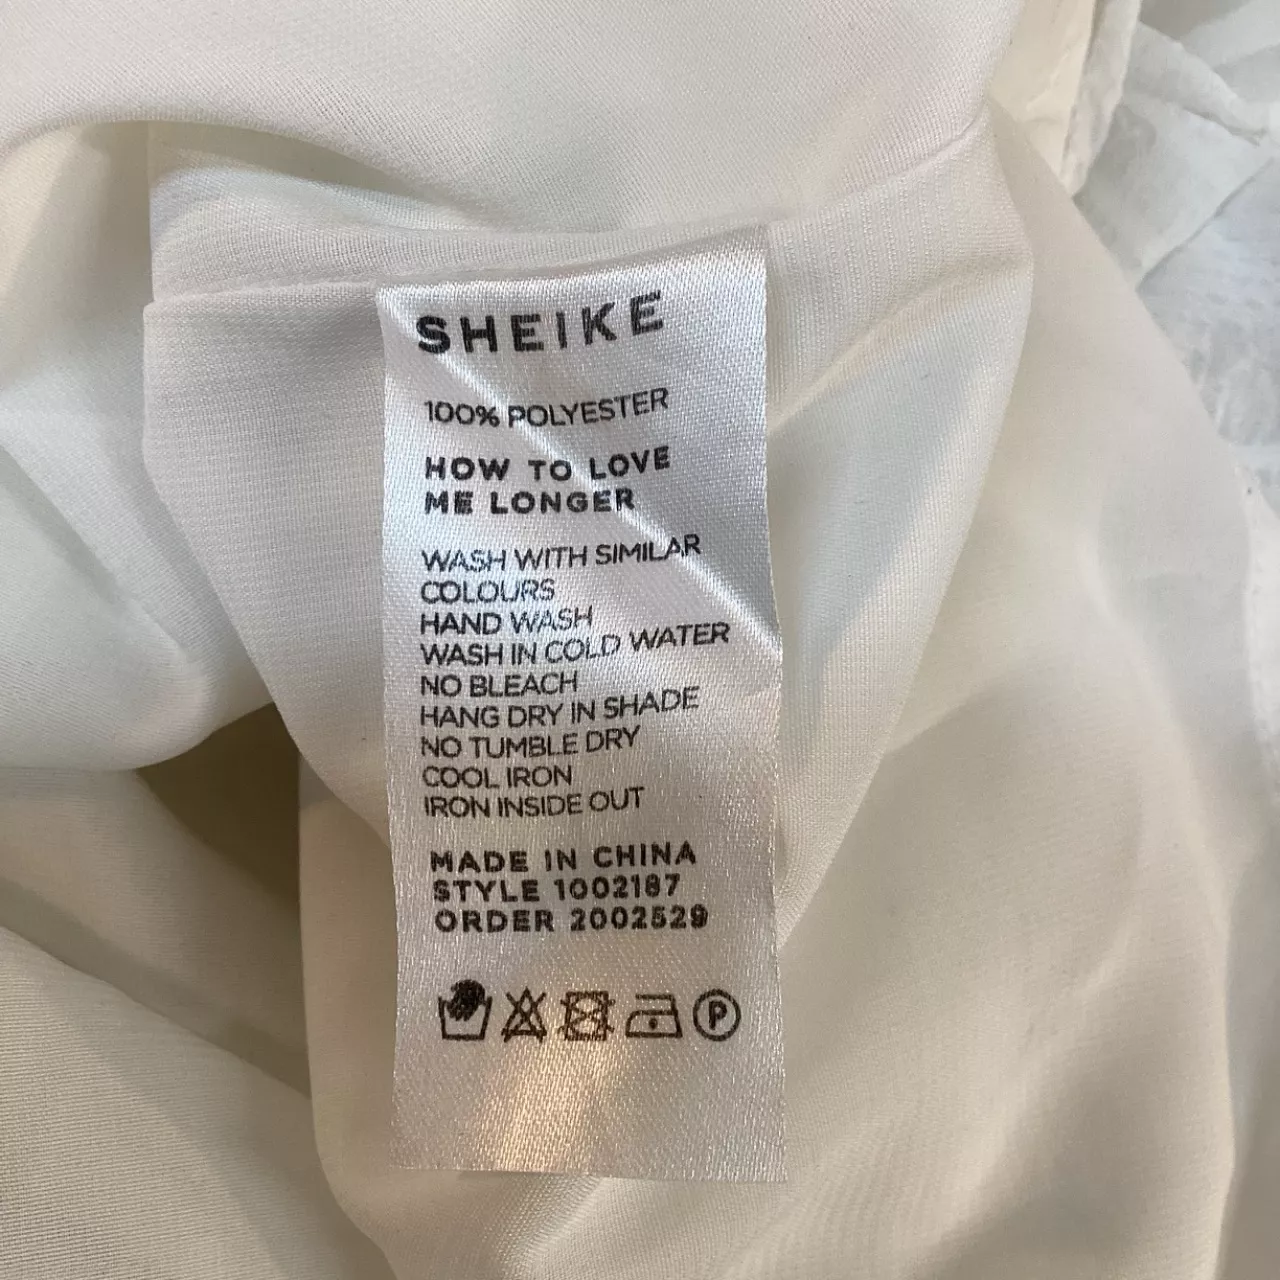 SHEIKE
100% POLYESTER
HOW TO LOVE
ME LONGER
WASH WITH SIMILAR
COLOURS
HAND WASH
WASH IN COLD WATER
NO BLEACH
HANG DRY IN SHADE
NO TUMBLE DRY
COOL IRON
IRON INSIDE OUT
MADE IN CHINA
STYLE 1002187
ORDER 2002529
P